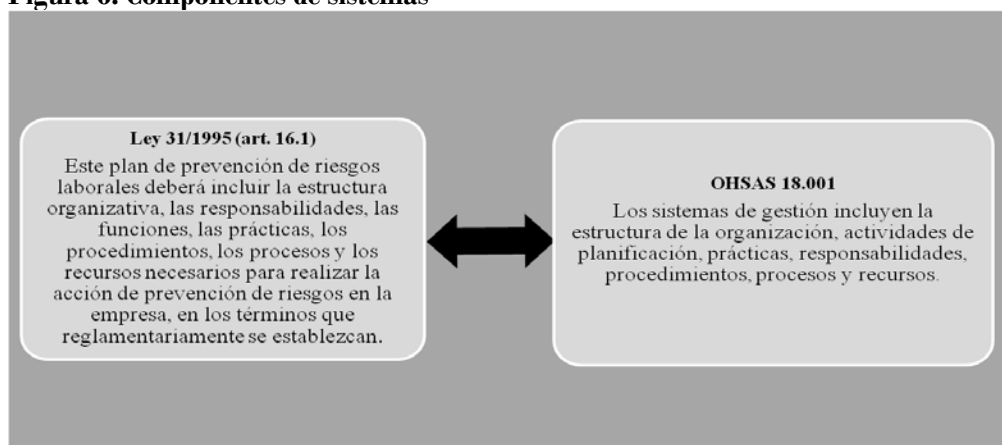 Figura 6. Componentes de sistemas
Ley 31/1995 (art. 16.1)
Este plan de prevención de riesgos
laborales deberá incluir la estructura
organizativa, las responsabilidades, las
funciones, las prácticas, los
procedimientos, los procesos y los
recursos necesarios para realizar la
acción de prevención de riesgos en la
empresa, en los términos que
reglamentariamente se establezcan.
OHSAS 18.001
Los sistemas de gestión incluyen la
estructura de la organización, actividades de
planificación, prácticas, responsabilidades,
procedimientos, procesos y recursos.